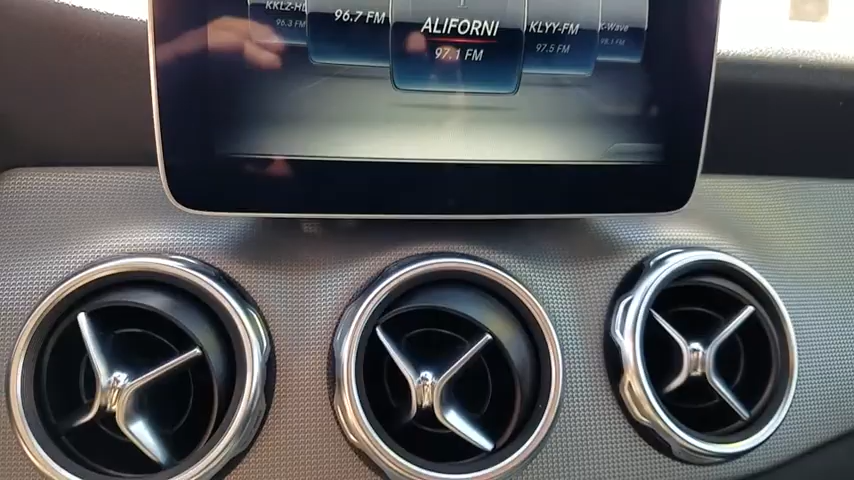 KKLZ-HD
96.3 FM
96.7 FM
ALIFORNI
97.1 FM
KLYY-FM
97.5 FM
K-Wave
98.1 FM